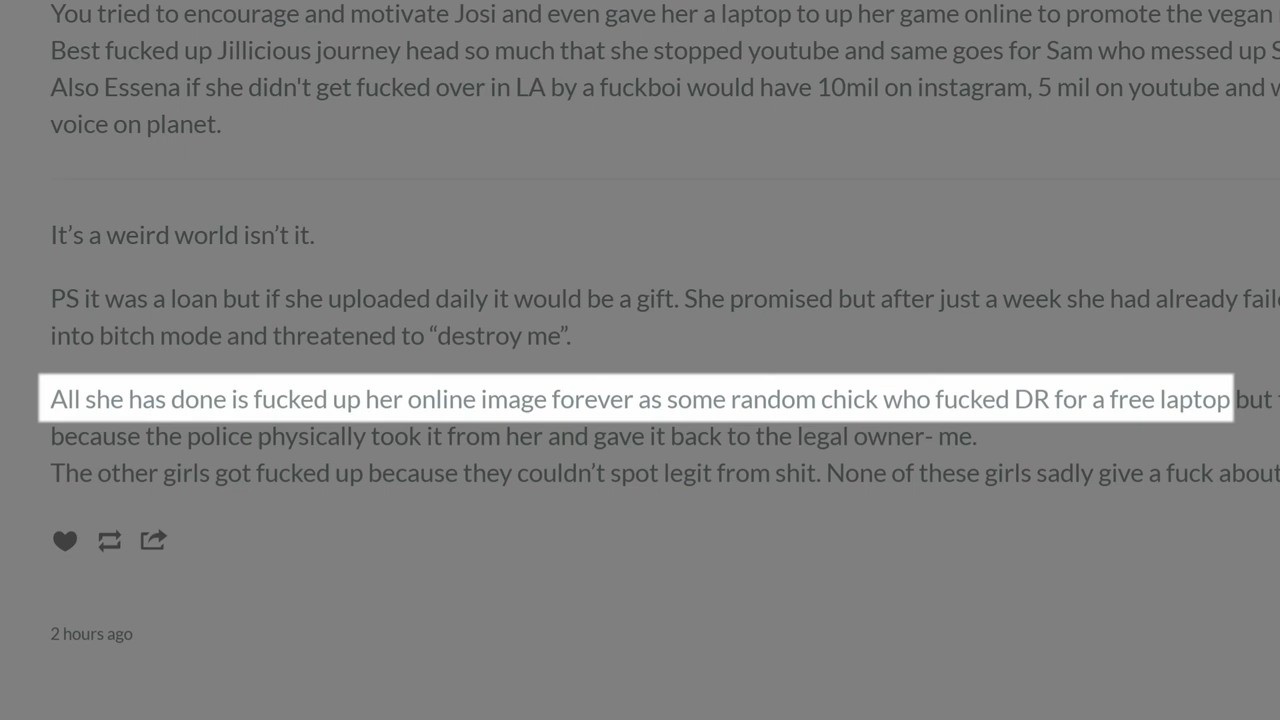 You tried to encourage and motivate Josi and even gave her a laptop to up her game online to promote the vegan
Best fucked up Jillicious journey head so much that she stopped youtube and same goes for Sam who messed up
Also Essena if she didn't get fucked over in LA by a fuckboi would have 10mil on instagram, 5 mil on youtube and
voice on planet.
It’s a weird world isn’t it.
PS it was a loan but if she uploaded daily it would be a gift. She promised but after just a week she had already
into bitch mode and threatened to “destroy me”.
All she has done is fucked up her online image forever as some random chick who fucked DR for a free laptop but
because the police physically took it from her and gave it back to the legal owner- me.
The other girls got fucked up because they couldn’t spot legit from shit. None of these girls sadly give a fuck about
2 hours ago